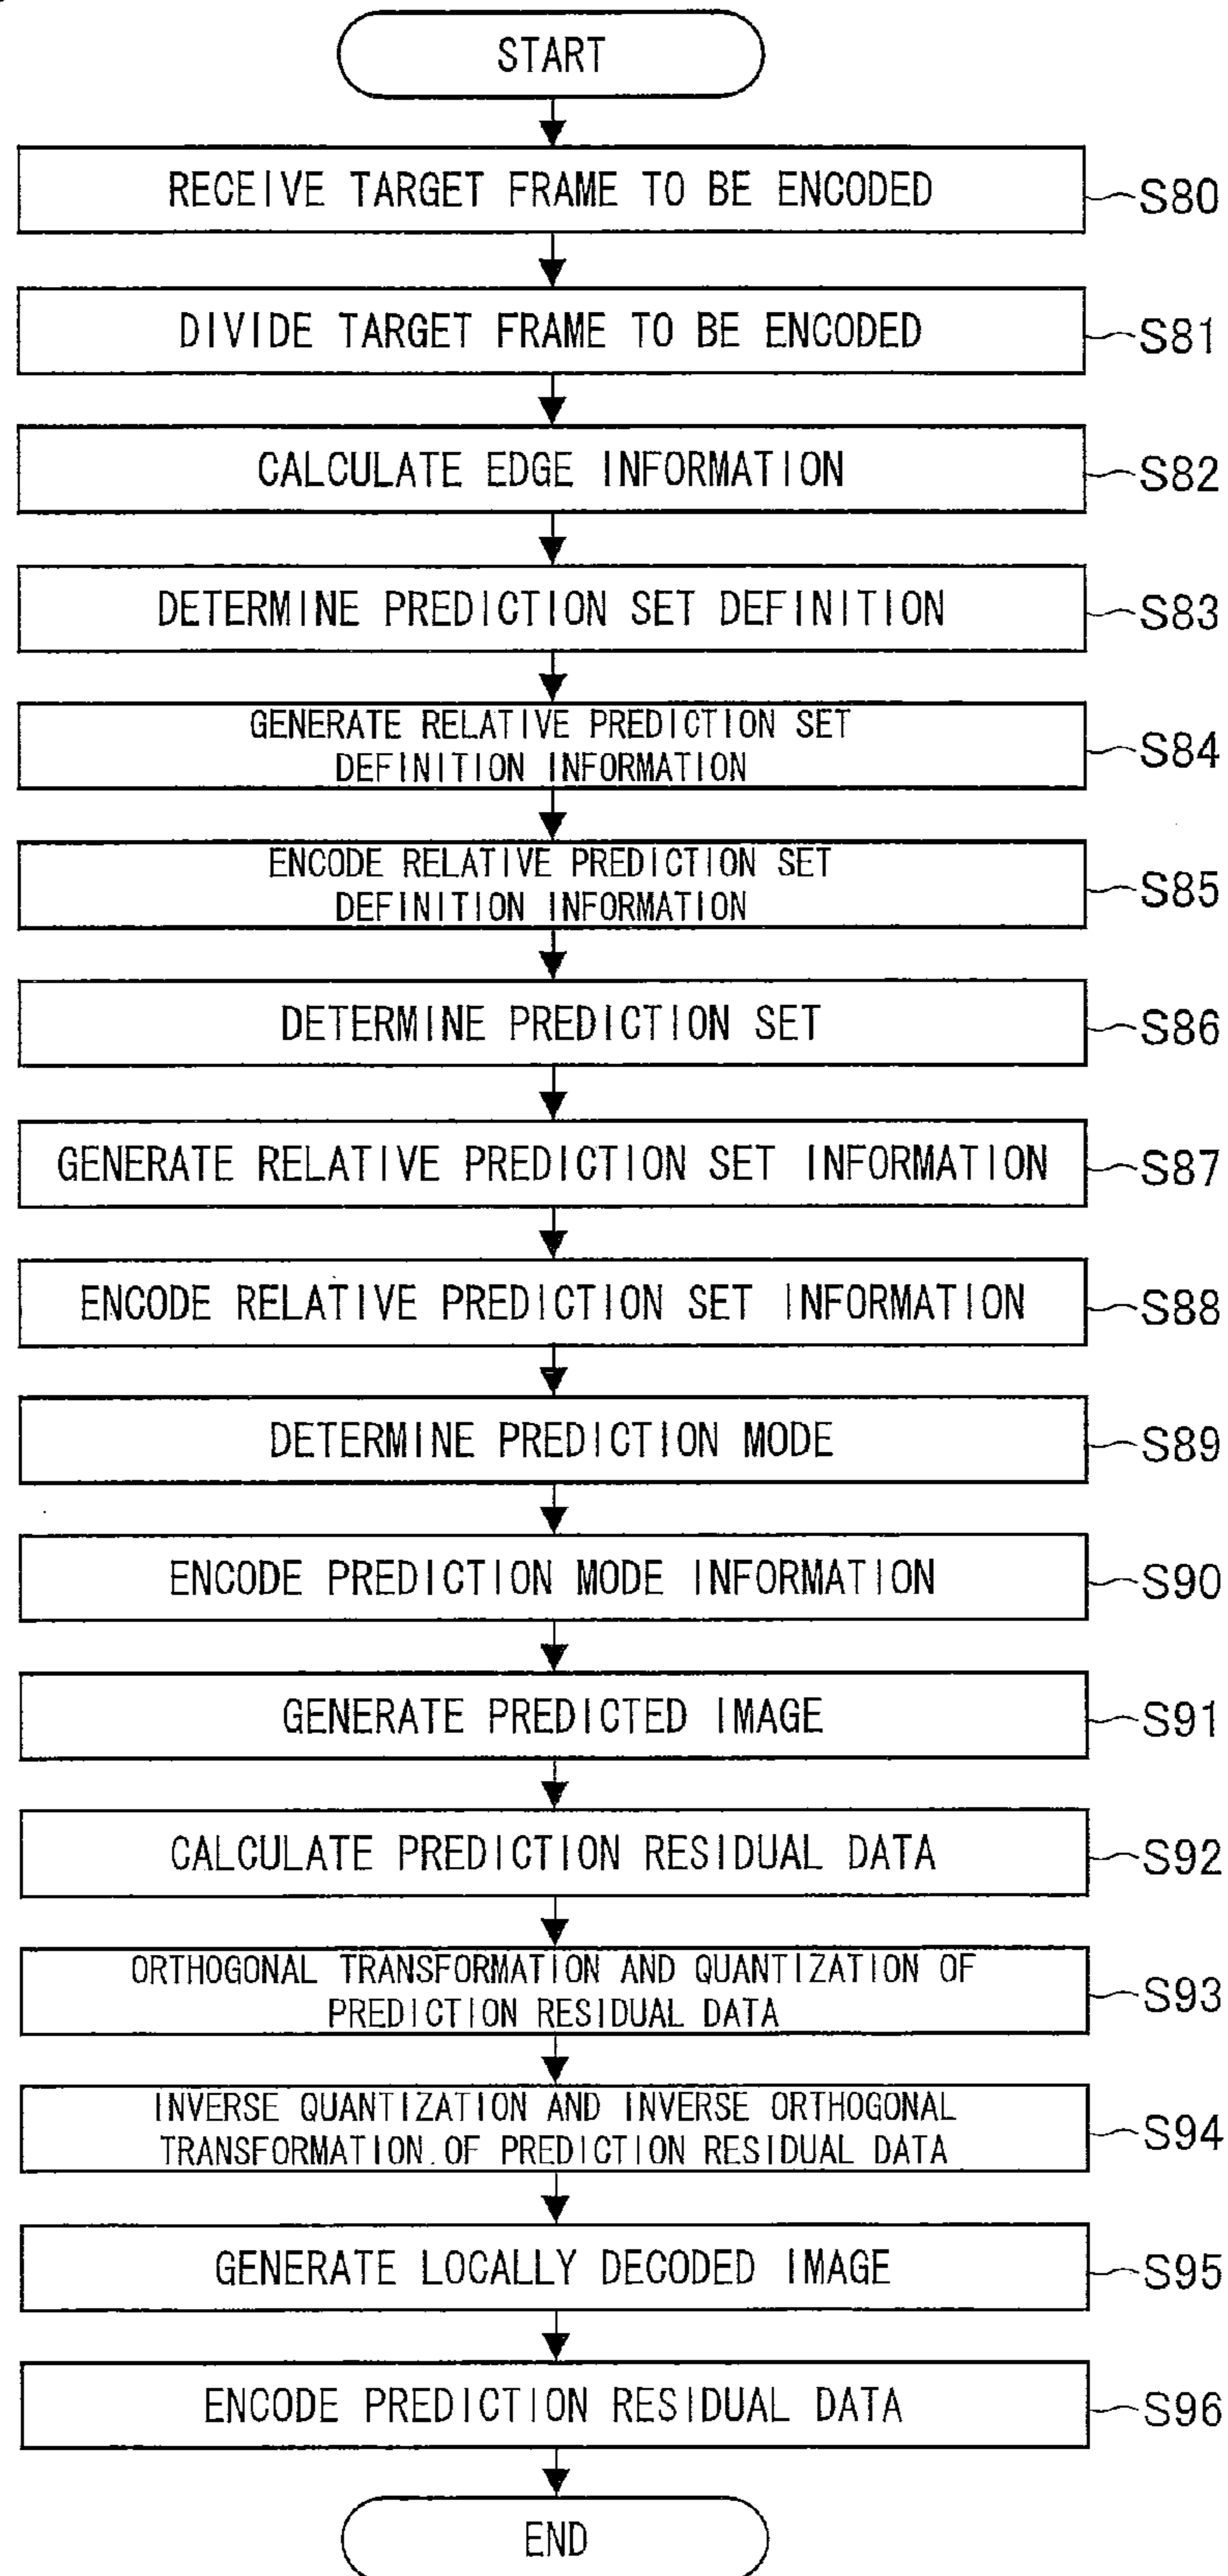 START
RECEIVE TARGET FRAME TO BE ENCODED
S80
DIVIDE TARGET FRAME TO BE ENCODED
S81
CALCULATE EDGE INFORMATION
S82
DETERMINE PREDICTION SET DEFINITION
S83
GENERATE RELATIVE PREDICTION SET
DEFINITION INFORMATION
S84
ENCODE RELATIVE PREDICTION SET
DEFINITION INFORMATION
S85
DETERMINE PREDICTION SET
S86
GENERATE RELATIVE PREDICTION SET INFORMATION
S87
ENCODE RELATIVE PREDICTION SET INFORMATION
S88
DETERMINE PREDICTION MODE
S89
ENCODE PREDICTION MODE INFORMATION
S90
GENERATE PREDICTED IMAGE
S91
CALCULATE PREDICTION RESIDUAL DATA
S92
ORTHOGONAL TRANSFORMATION AND QUANTIZATION OF
PREDICTION RESIDUAL DATA
S93
INVERSE QUANTIZATION AND INVERSE ORTHOGONAL
TRANSFORMATION OF PREDICTION RESIDUAL DATA
S94
GENERATE LOCALLY DECODED IMAGE
S95
ENCODE PREDICTION RESIDUAL DATA
S96
END